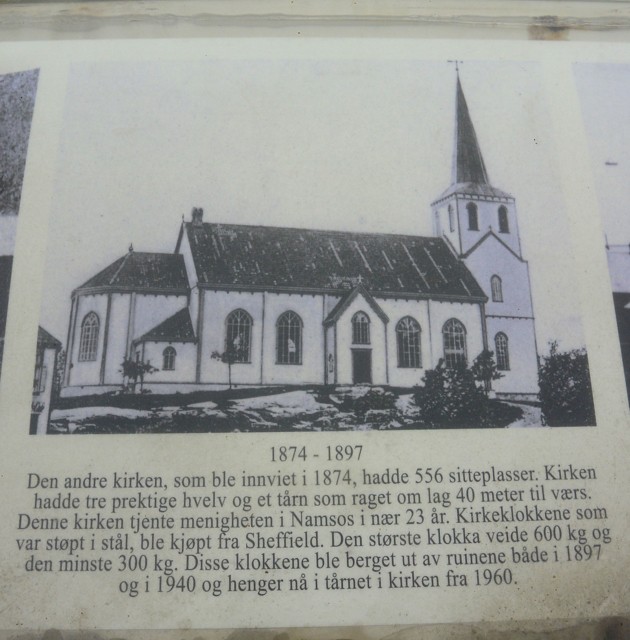 1874 - 1897
Den andre kirken, som ble innviet i 1874, hadde 556 sitteplasser. Kirken
hadde tre prektige hvelv og et tårn som raget om lag 40 meter til værs.
Denne kirken tjente menigheten i Namsos i nær 23 år. Kirkeklokkene som
var støpt i stål, ble kjøpt fra Sheffield. Den største klokka veide 600 kg og
den minste 300 kg. Disse klokkene ble berget ut av ruinene både i 1897
og i 1940 og henger nå i tårnet i kirken fra 1960.